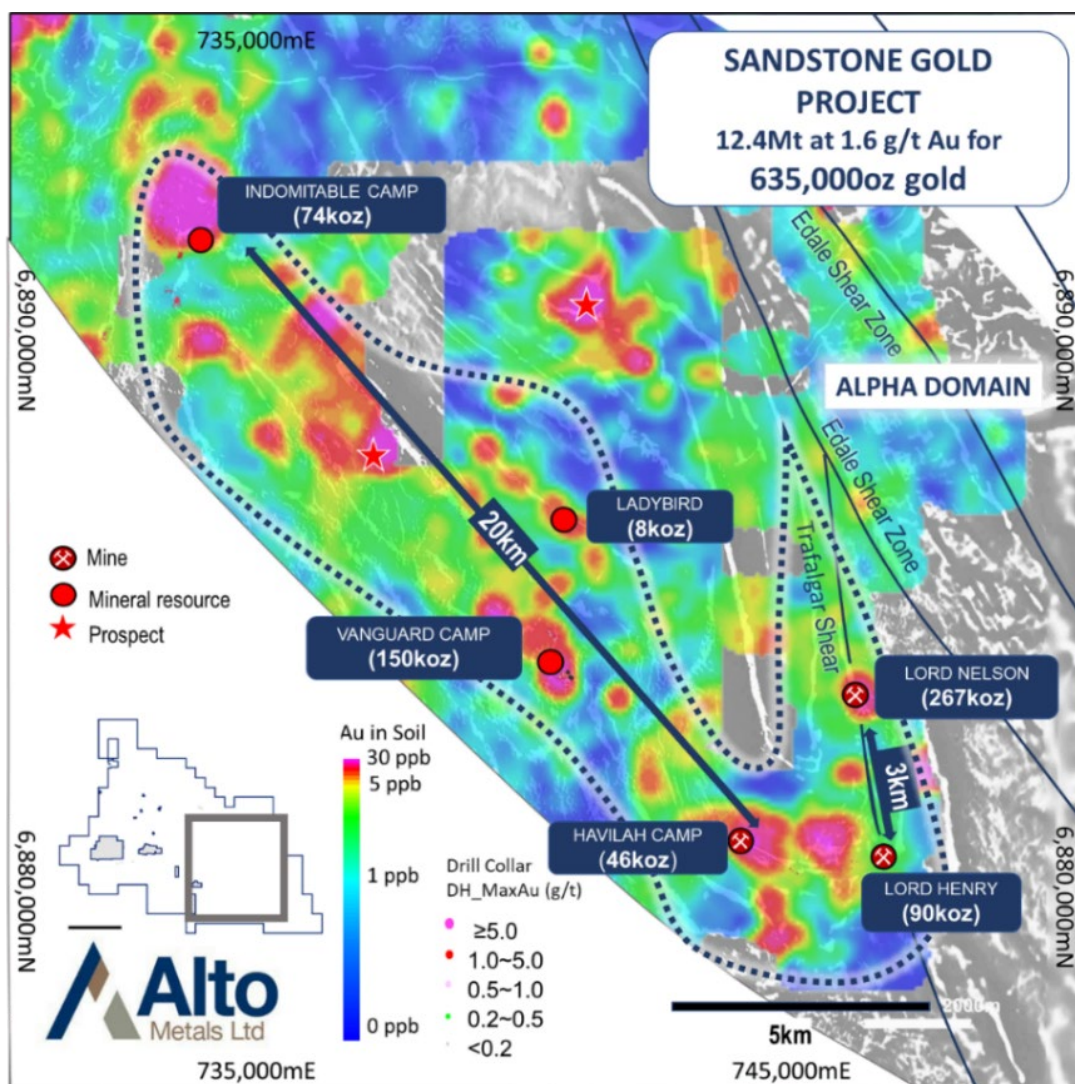 735,000mE
SANDSTONE GOLD
PROJECT
12.4Mt at 1.6 g/t Au for
635,000oz gold
INDOMITABLE CAMP
(74koz)
6,890,000mN
6,890,000mN
Edale Shear Zone
ALPHA DOMAIN
Edale Shear Zone
LADYBIRD
(8koz)
20km
Trafalgar Shear
Mine
Mineral resource
Prospect
VANGUARD CAMP
(150koz)
LORD NELSON
(267koz)
3km
Au in Soil
30 ppb
5 ppb
1 ppb
0 ppb
HAVILAH CAMP
(46koz)
LORD HENRY
(90koz)
6,880,000mN
6,880,000mN
Drill Collar
DH_MaxAu (g/t)
≥5.0
1.0~5.0
0.5~1.0
0.2~0.5
<0.2
Alto
Metals Ltd
2000m
5km
735,000mE
745,000mE